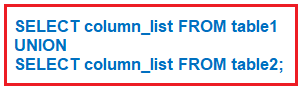 SELECT column_list FROM table1
UNION
SELECT column_list FROM table2;